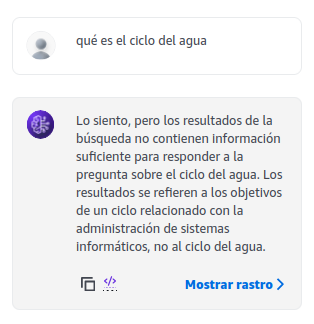 qué es el ciclo del agua
Lo siento, pero los resultados de la
búsqueda no contienen información
suficiente para responder a la
pregunta sobre el ciclo del agua. Los
resultados se refieren a los objetivos
de un ciclo relacionado con la
administración de sistemas
informáticos, no al ciclo del agua.
</> Mostrar rastro >